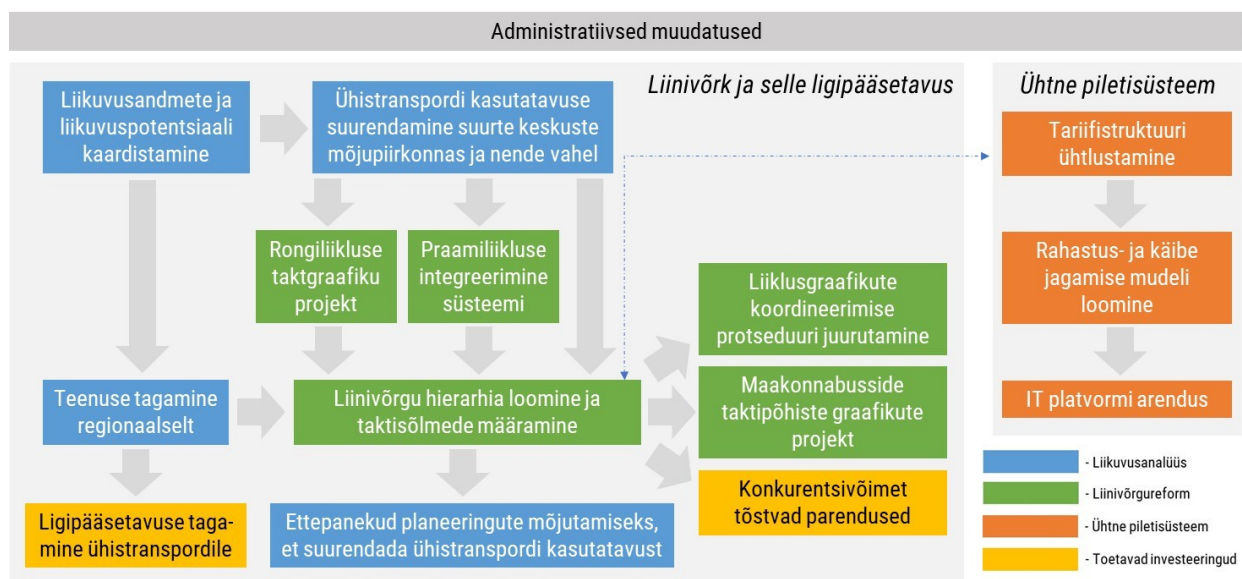 Administratiivsed muudatused
Liinivõrk ja selle ligipääsetavus
Liikuvusandmete ja
liikuvuspotentsiaali
kaardistamine
Ühistranspordi kasutatavuse
suurendamine suurte keskuste
mõjupiirkonnas ja nende vahel
Rongiliikluse
taktgraafiku
projekt
Praamiliikluse
integreerimine
süsteemi
Liiklusgraafikute
koordineerimise
protseduuri juurutamine
Teenuse tagamine
regionaalselt
Liinivõrgu hierarhia loomine ja
taktisõlmede määramine
Maakonnabusside
taktipõhiste graafikute
projekt
Ligipääsetavuse taga-
mine ühistranspordile
Ettepanekud planeeringute mõjutamiseks,
et suurendada ühistranspordi kasutatavust
Konkurentsivõimet
tõstvad parendused
Ühtne piletisüsteem
Tariifistruktuuri
ühtlustamine
Rahastus- ja käibe
jagamise mudeli
loomine
IT platvormi arendus
- Liikuvusanalüüs
- Liinivõrgureform
- Ühtne piletisüsteem
- Toetavad investeeringud